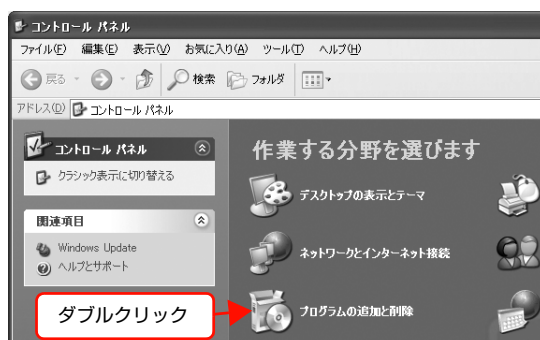 コントロール パネル
ファイル(F) 編集(E) 表示(V) お気に入り(A) ツール(T) ヘルプ(H)
戻る 検索 フォルダ
アドレス(D) コントロール パネル
コントロール パネル
クラシック表示に切り替える
関連項目
Windows Update
ヘルプとサポート
作業する分野を選びます
デスクトップの表示とテーマ
ネットワークとインターネット接続
プログラムの追加と削除
ダブルクリック